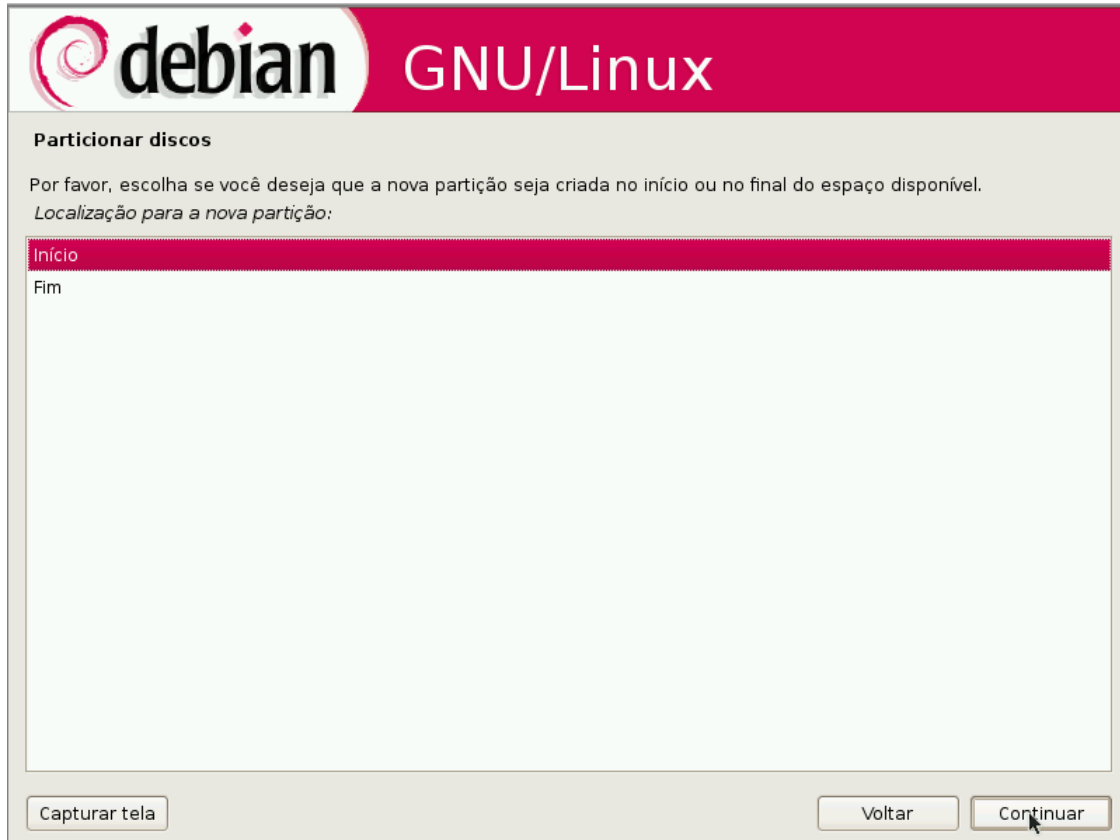 debian GNU/Linux
Particionar discos
Por favor, escolha se você deseja que a nova partição seja criada no início ou no final do espaço disponível.
Localização para a nova partição:
Início
Fim
Capturar tela
Voltar
Continuar